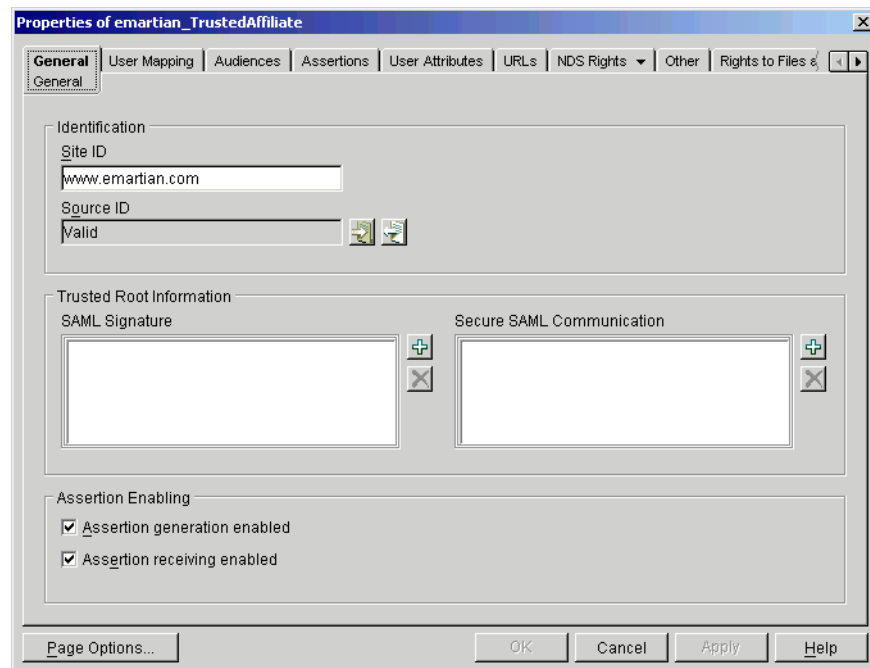 Properties of emartian_TrustedAffiliate
General User Mapping Audiences Assertions User Attributes URLs NDS Rights Other Rights to Files
General
Identification
Site ID
www.emartian.com
Source ID
Valid
Trusted Root Information
SAML Signature Secure SAML Communication
Assertion Enabling
Assertion generation enabled
Assertion receiving enabled
Page Options... OK Cancel Apply Help